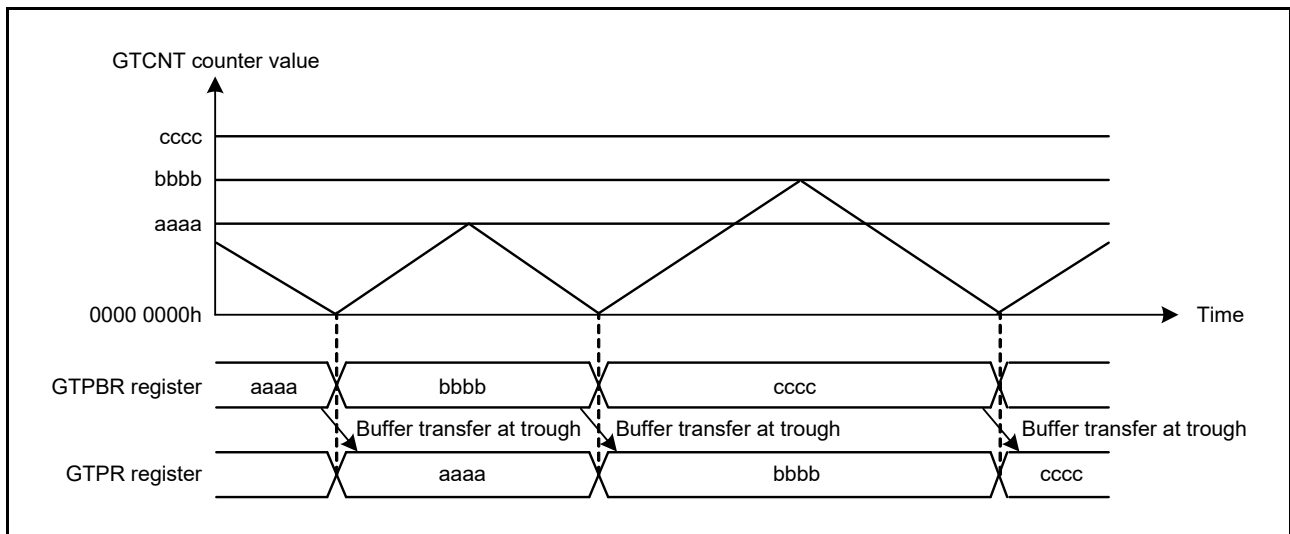 GTCNT counter value
cccc
bbbb
aaaa
0000 0000h
Time
GTPBR register
aaaa
bbbb
cccc
Buffer transfer at trough
Buffer transfer at trough
Buffer transfer at trough
GTPR register
aaaa
bbbb
cccc